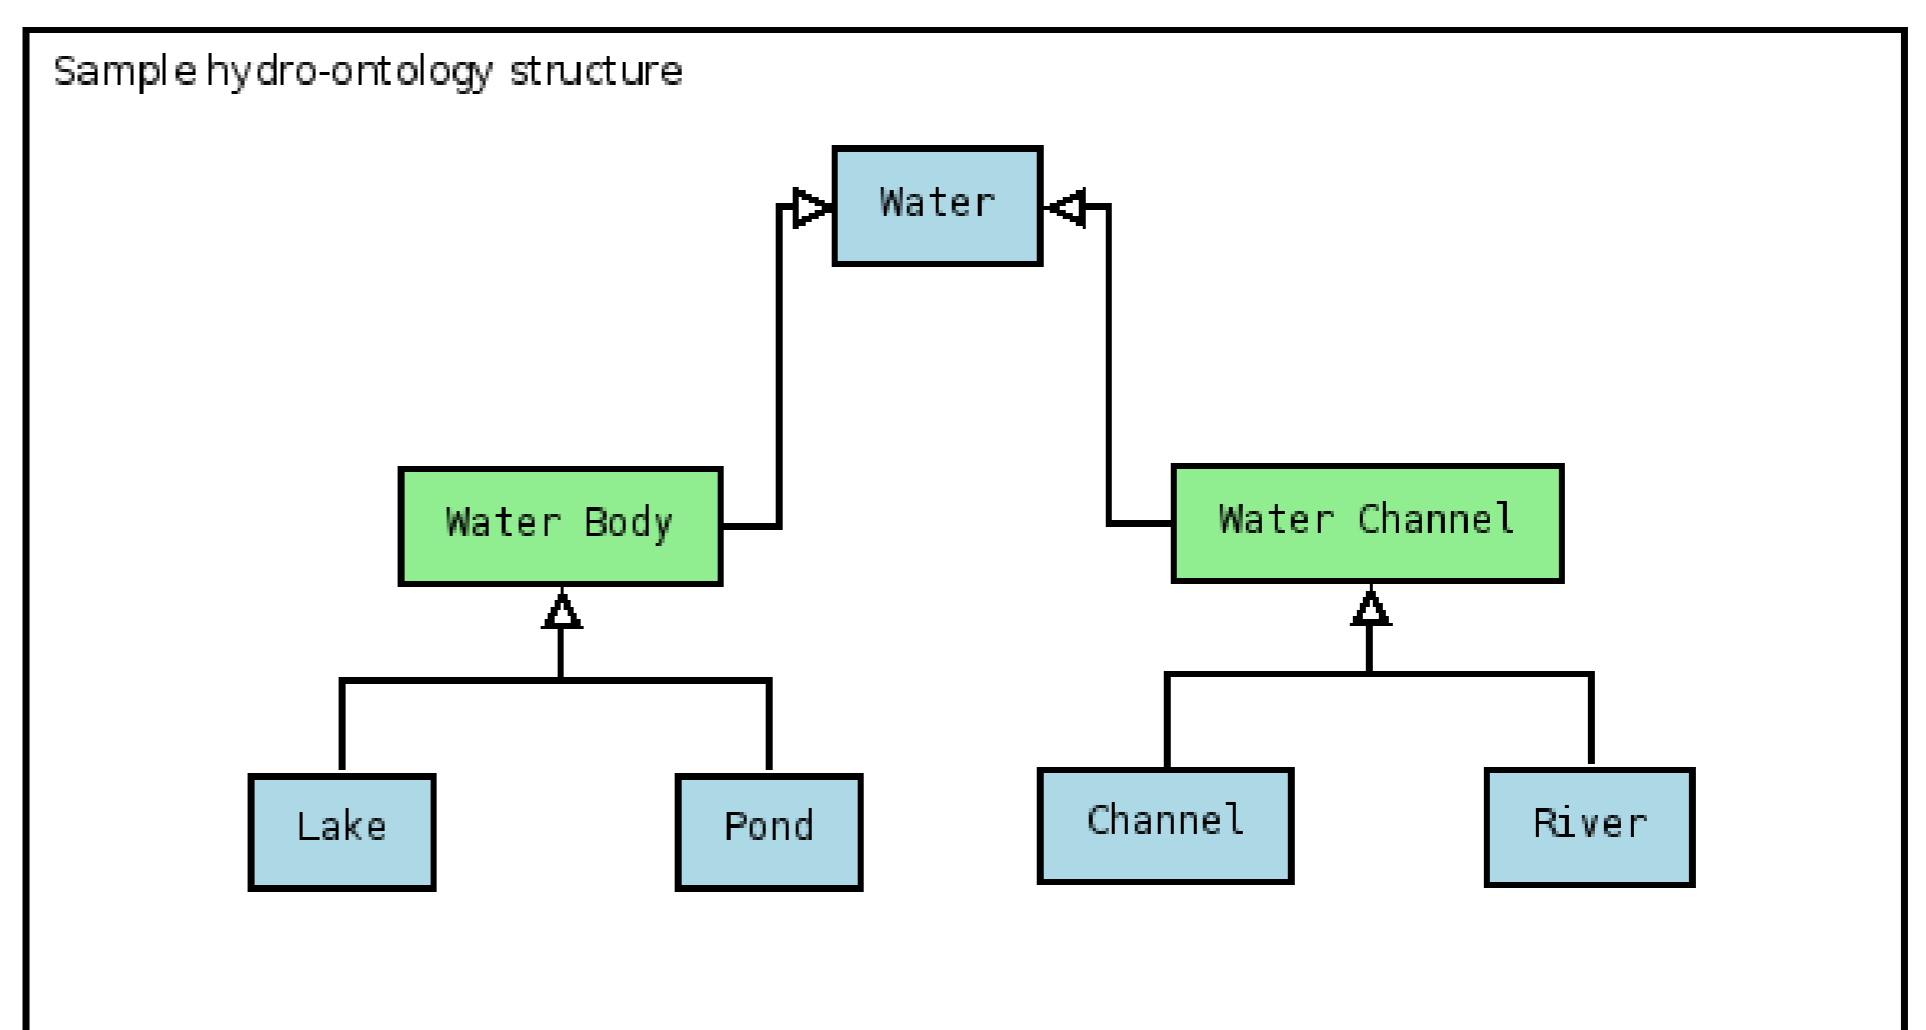 Sample hydro-ontology structure
Water
Water Body
Water Channel
Lake
Pond
Channel
River